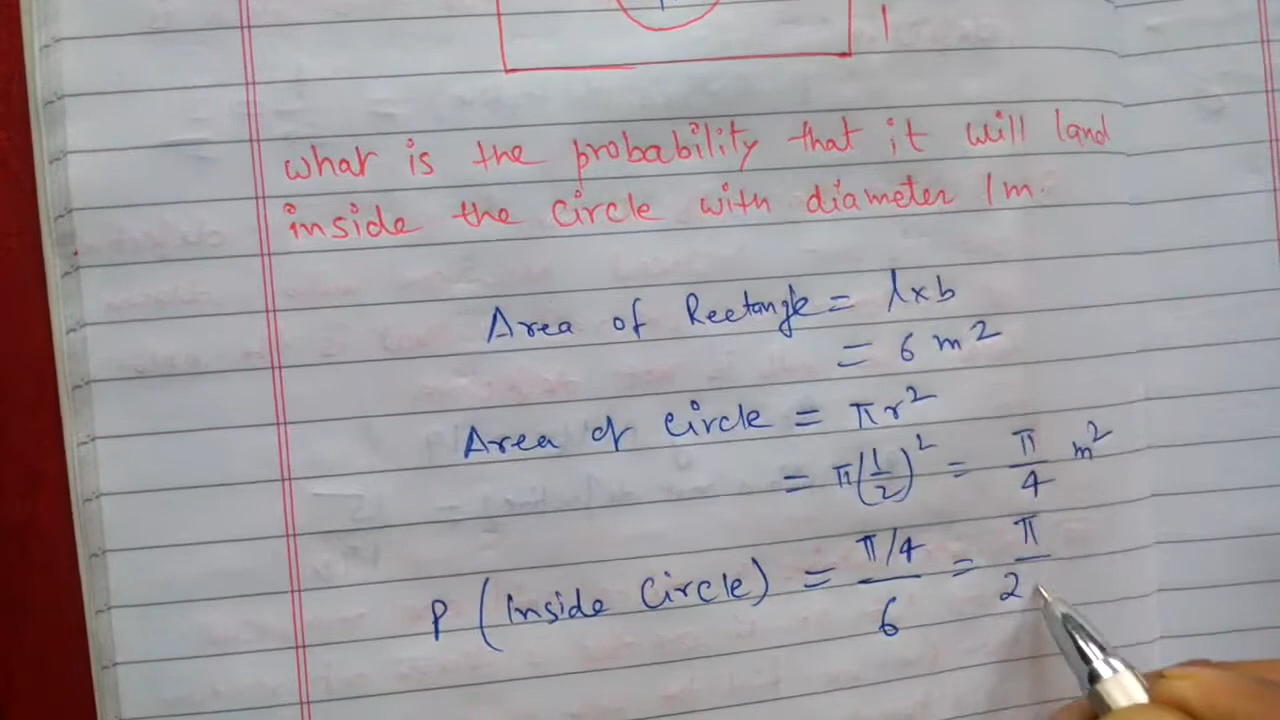 What is the probability that it will land
inside the circle with diameter 1m.
Area of Rectangle = l×b
= 6 m²
Area of circle = πr²
= π(1/2)² = π/4 m²
P (Inside Circle) = π/4 / 6 = π/2